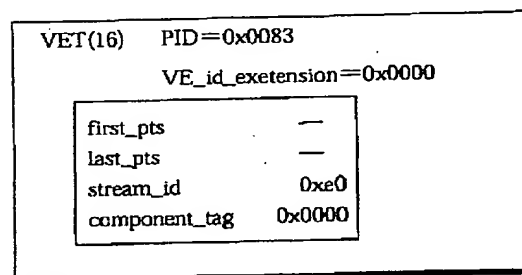 VET(16) PID=0x0083
VE_id_exetension=0x0000
first_pts —
last_pts —
stream_id 0xe0
component_tag 0x0000